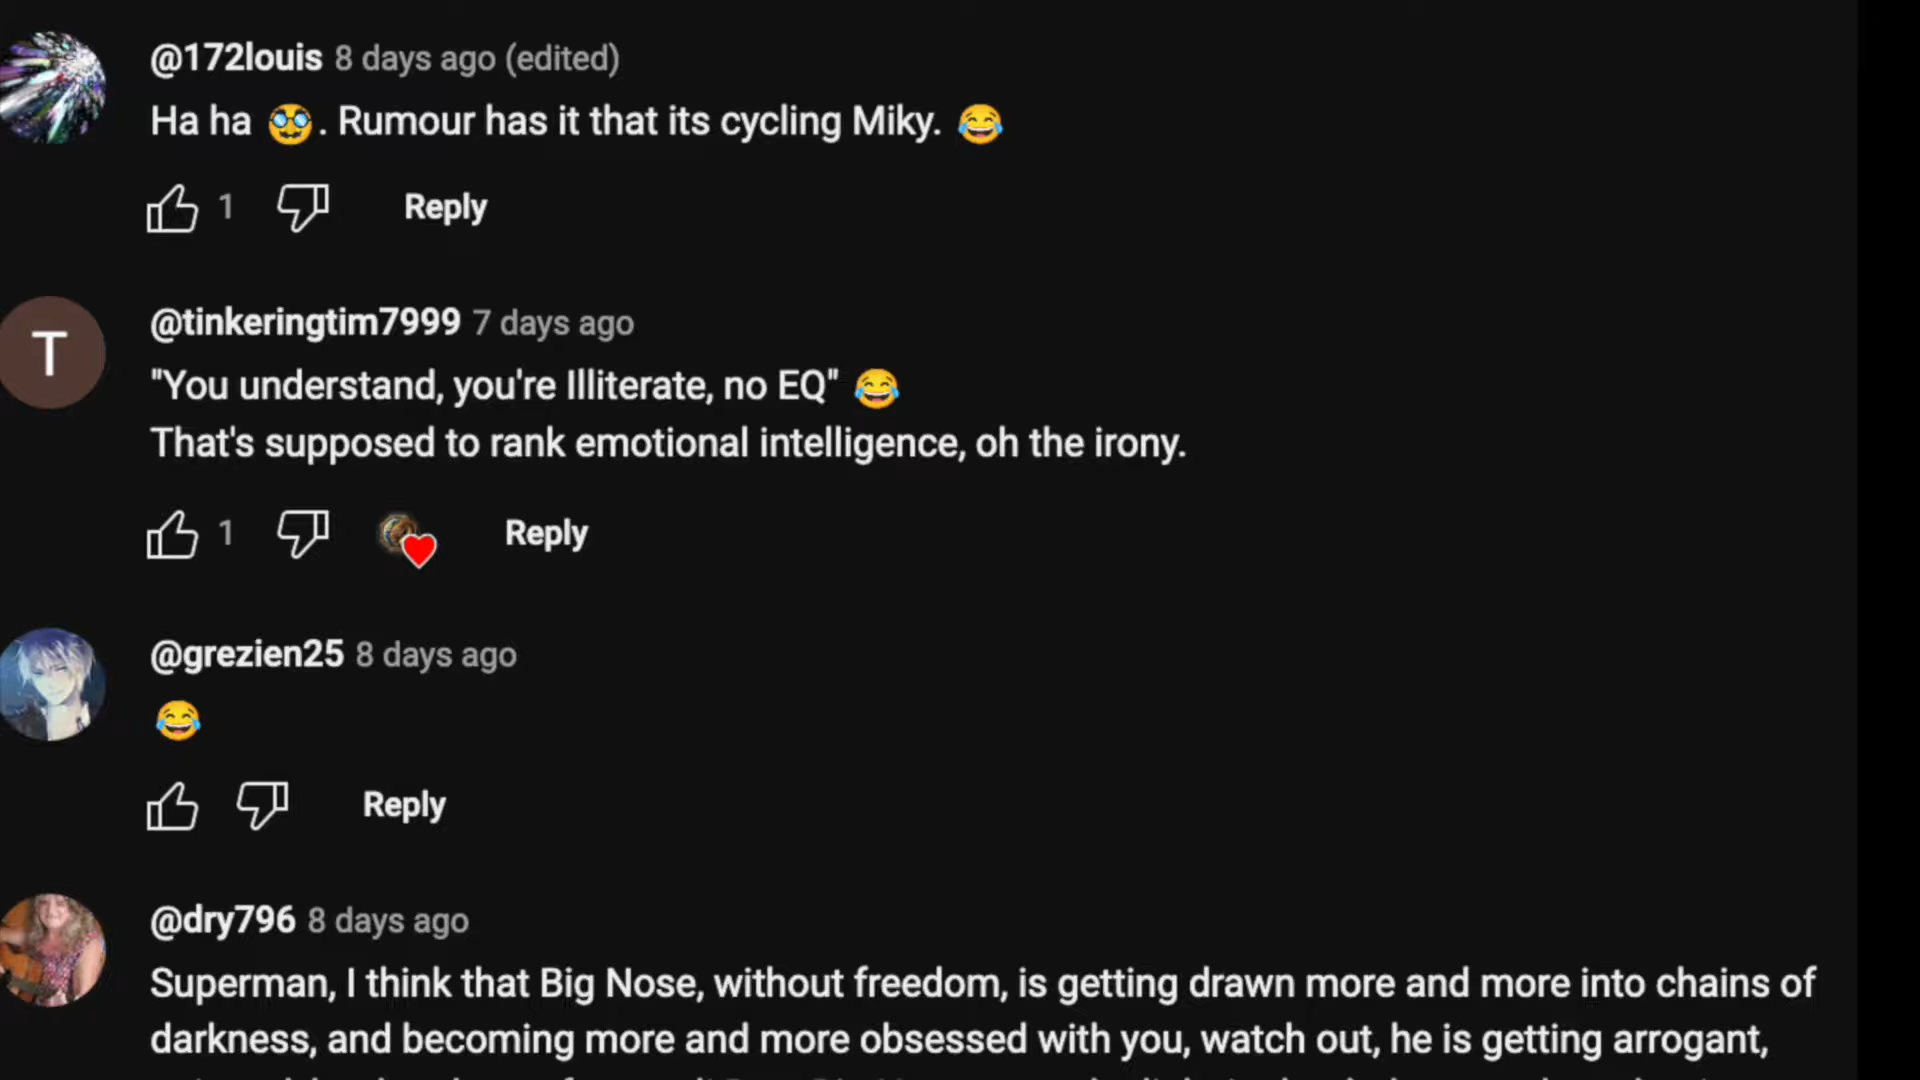 @172louis 8 days ago (edited)
Ha ha 🥸. Rumour has it that its cycling Miky. 😂
1 Reply
@tinkeringtim7999 7 days ago
"You understand, you're Illiterate, no EQ" 😂
That's supposed to rank emotional intelligence, oh the irony.
1 Reply
T
@grezien25 8 days ago
😂
Reply
@dry796 8 days ago
Superman, I think that Big Nose, without freedom, is getting drawn more and more into chains of
darkness, and becoming more and more obsessed with you, watch out, he is getting arrogant,